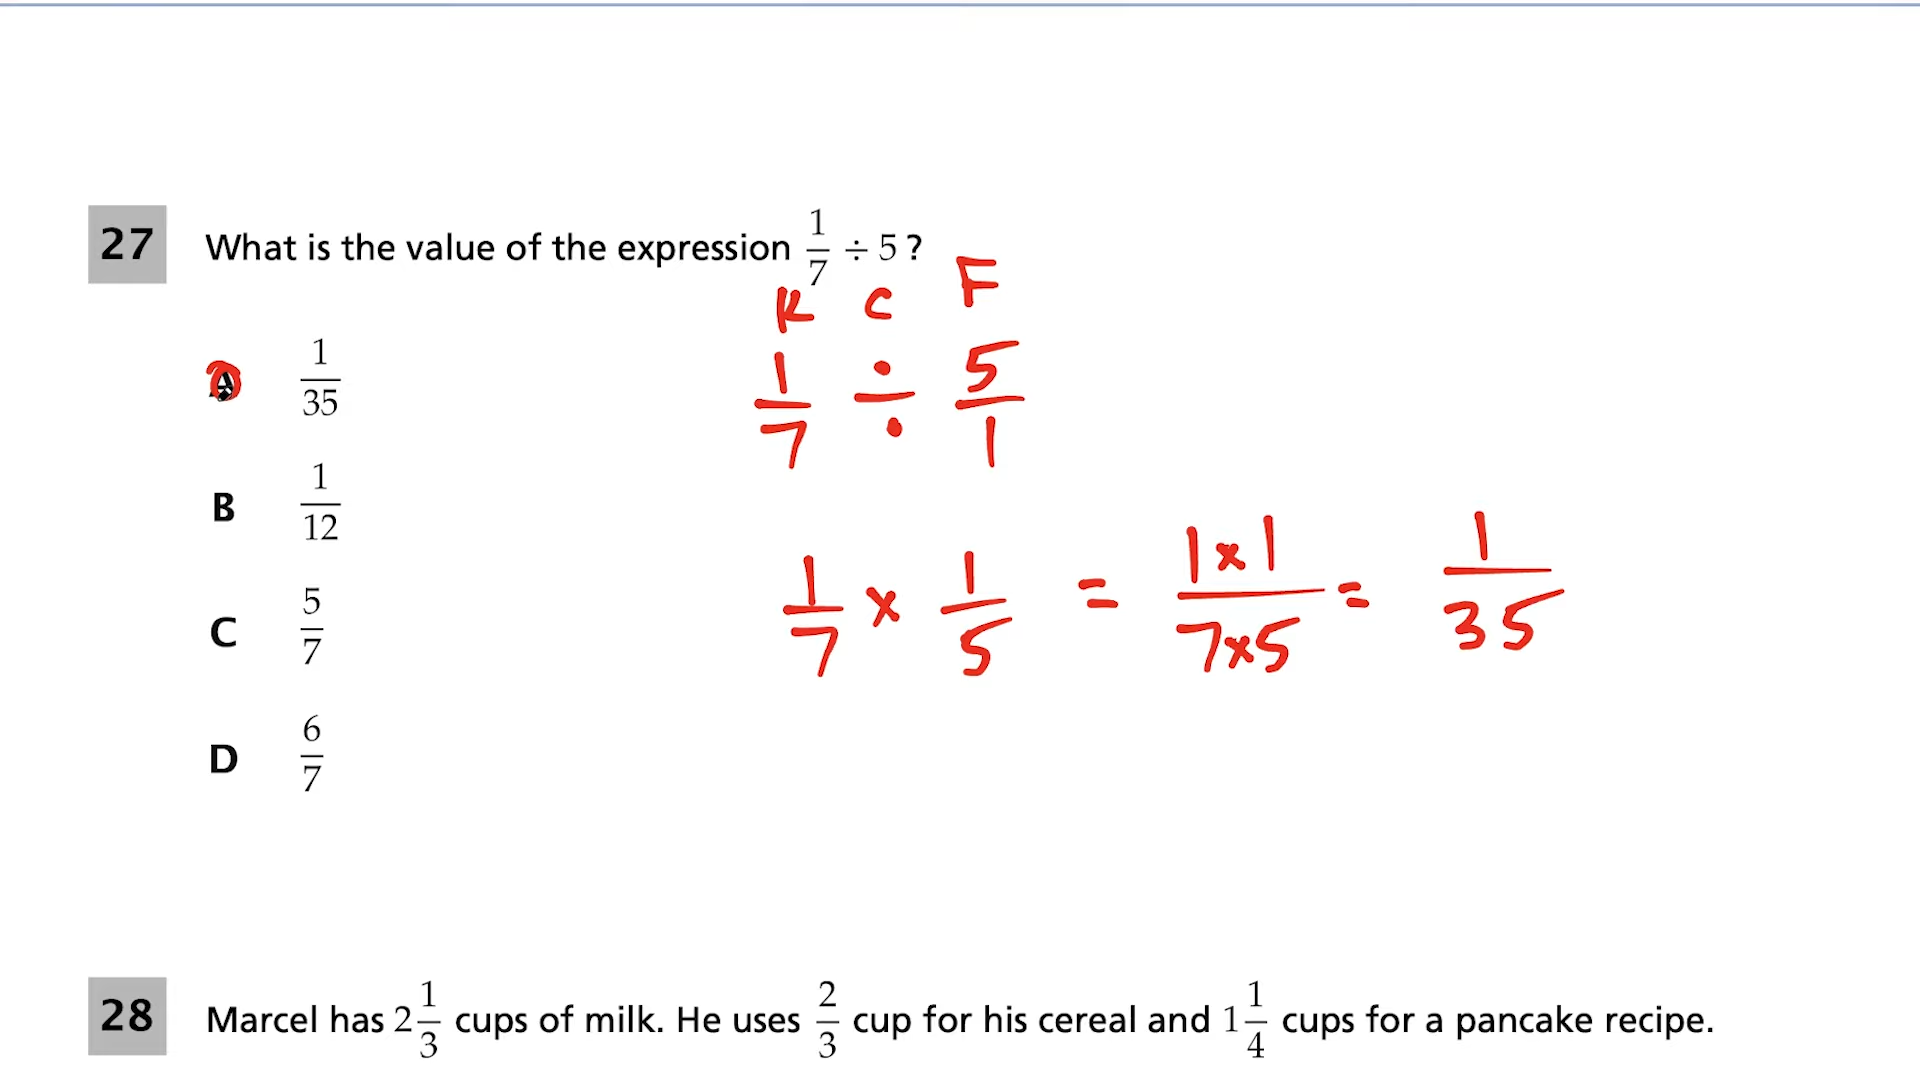 27 What is the value of the expression 1/7 ÷ 5 ?
K C F
A 1/35
1/7 ÷ 5/1
B 1/12
1/7 × 1/5 = 1×1/7×5 = 1/35
C 5/7
D 6/7
28 Marcel has 2 1/3 cups of milk. He uses 2/3 cup for his cereal and 1 1/4 cups for a pancake recipe.